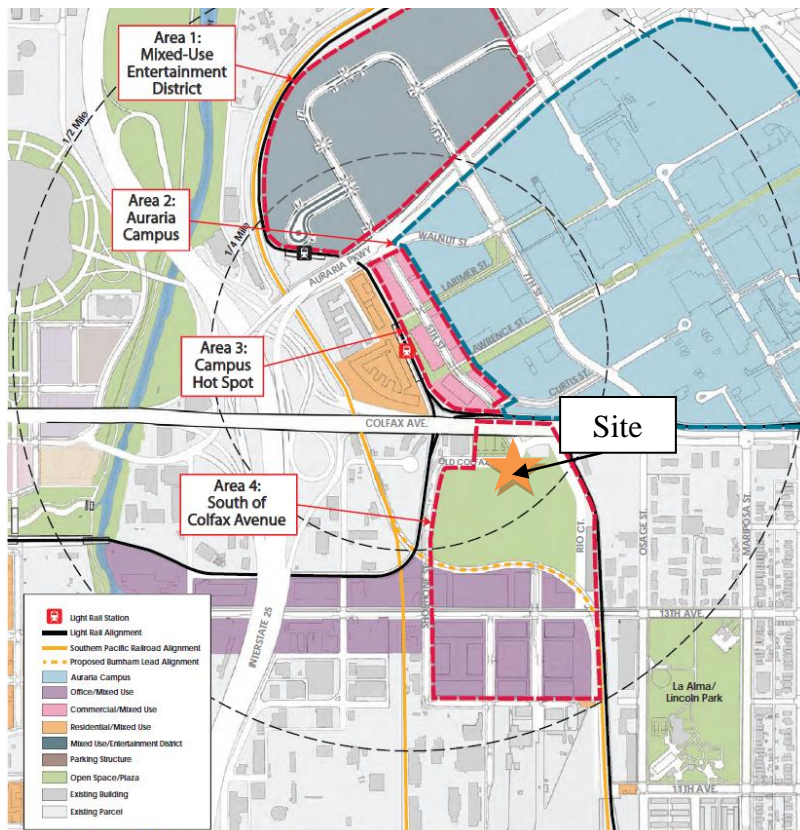 Area 1:
Mixed-Use
Entertainment
District
1/2 Mile
Area 2:
Auraria
Campus
1/4 Mile
AURARIA PKWY
WALNUT ST.
LARIMER ST.
7TH ST.
5TH ST.
LAWRENCE ST.
Area 3:
Campus
Hot Spot
CURTIS ST.
COLFAX AVE.
Site
OLD COLFAX
Area 4:
South of
Colfax Avenue
RIO CT.
OSAGE ST.
MARIPOSA ST.
13TH AVE.
INTERSTATE 25
La Alma/
Lincoln Park
11TH AVE.
Light Rail Station
Light Rail Alignment
Southern Pacific Railroad Alignment
Proposed Burnham Lead Alignment
Auraria Campus
Office/Mixed Use
Commercial/Mixed Use
Residential/Mixed Use
Mixed Use/Entertainment District
Parking Structure
Open Space/Plaza
Existing Building
Existing Parcel